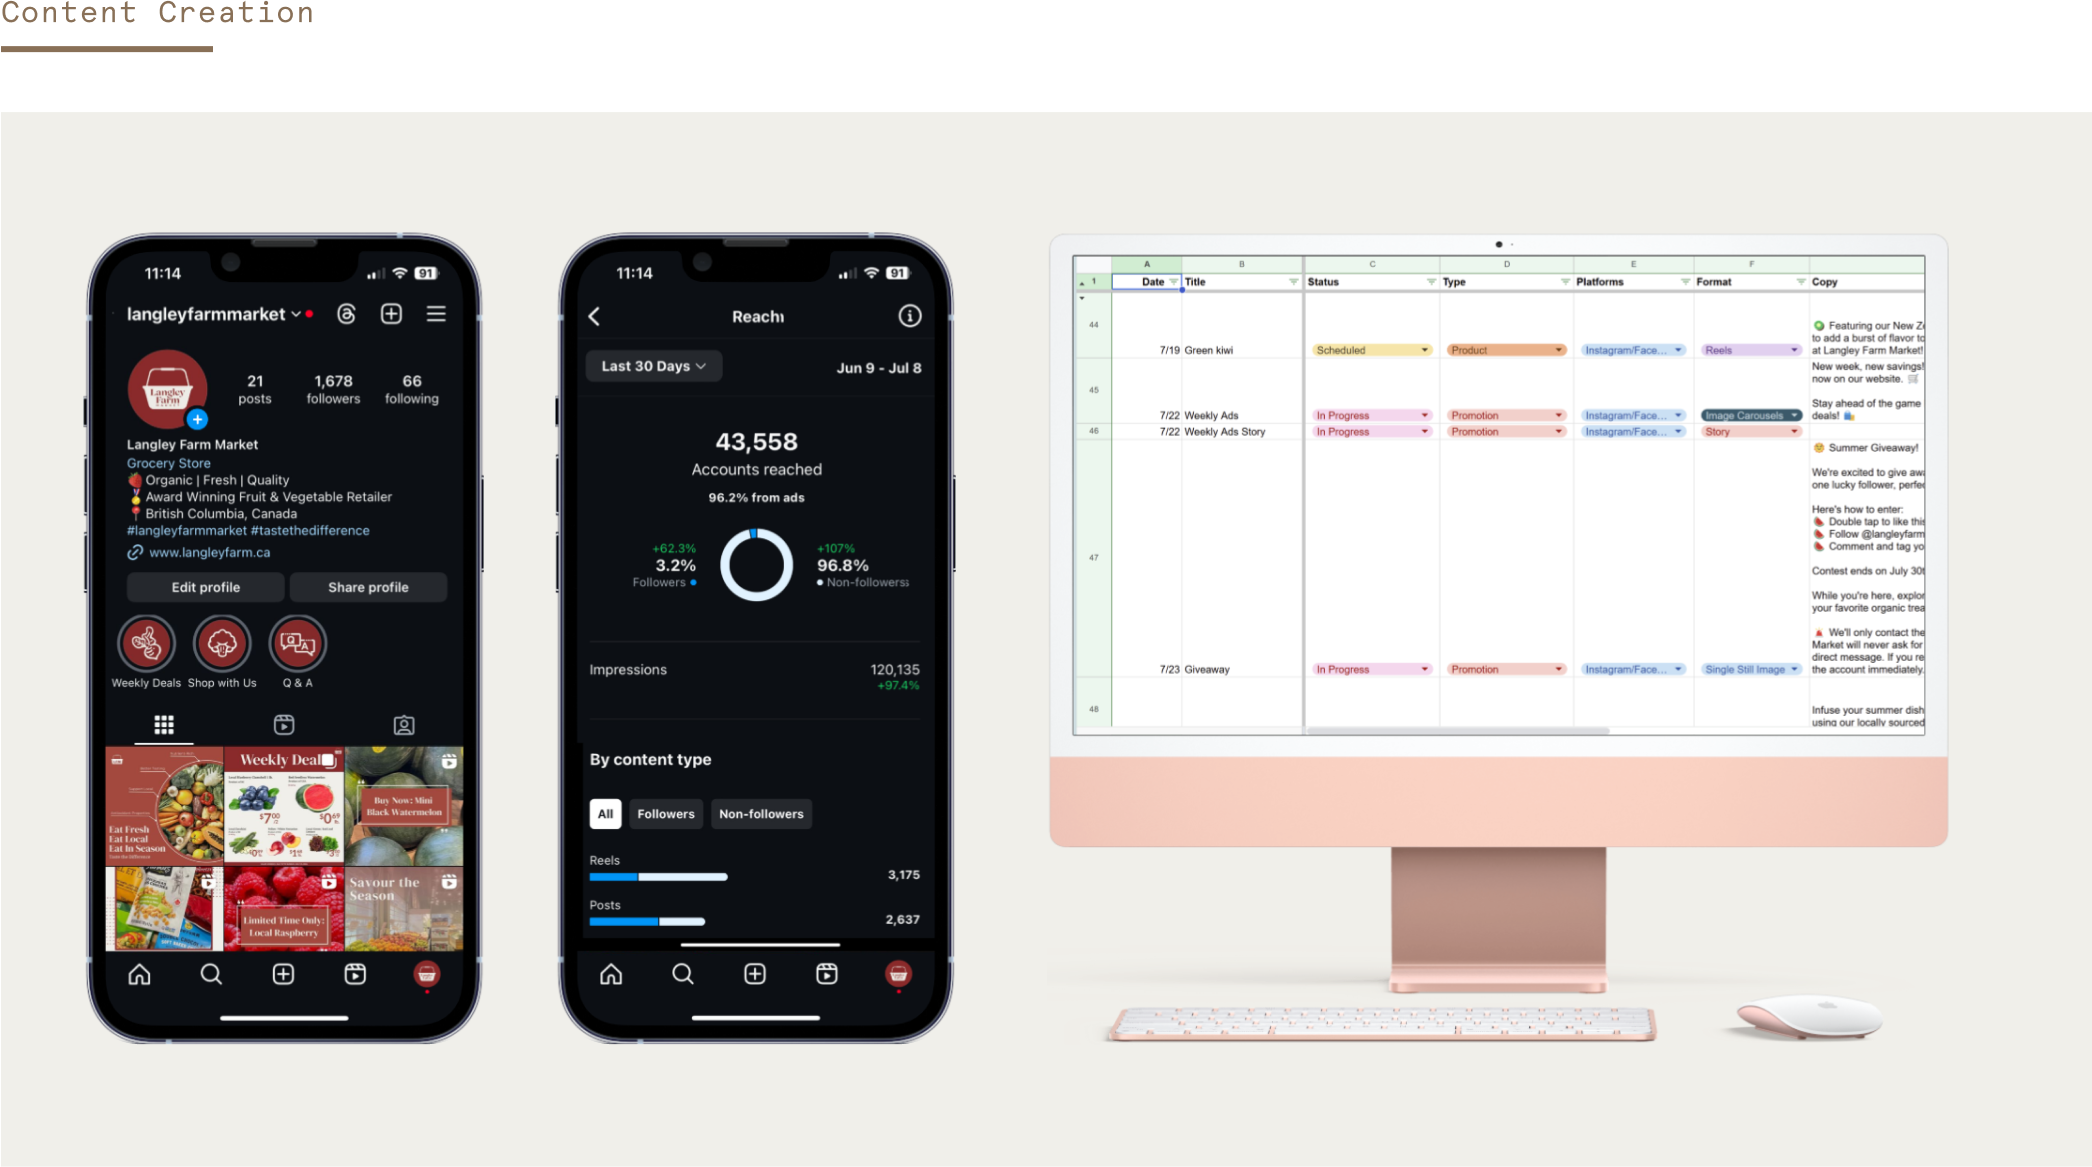 Content Creation
11:14
91
langleyfarmmarket
Langley
Farm
MARKET
21
posts
1,678
followers
66
following
Langley Farm Market
Grocery Store
Organic | Fresh | Quality
Award Winning Fruit & Vegetable Retailer
British Columbia, Canada
#langleyfarmmarket #tastethedifference
www.langleyfarm.ca
Edit profile
Share profile
Q
A
Weekly Deals
Shop with Us
Q & A
Eat Fresh
Eat Local
Eat In Season
Weekly Deal
$7.00
$0.69
Buy Now: Mini
Black Watermelon
Limited Time Only:
Local Raspberry
Savour the
Season
11:14
91
Reach
Last 30 Days
Jun 9 - Jul 8
43,558
Accounts reached
96.2% from ads
+62.3%
3.2%
Followers
+107%
96.8%
Non-followers
Impressions
120,135
+97.4%
By content type
All
Followers
Non-followers
Reels
3,175
Posts
2,637
A B C D E F
1 Date Title Status Type Platforms Format Copy
44
Featuring our New Z
to add a burst of flavor to
7/19 Green kiwi Scheduled Product Instagram/Face... Reels at Langley Farm Market!
45
New week, new savings!
now on our website.
Stay ahead of the game
7/22 Weekly Ads In Progress Promotion Instagram/Face... Image Carousels deals!
46 7/22 Weekly Ads Story In Progress Promotion Instagram/Face... Story
47
Summer Giveaway!
We're excited to give awa
one lucky follower, perfe
Here's how to enter:
Double tap to like this
Follow @langleyfarm
Comment and tag yo
Contest ends on July 30t
While you're here, explor
your favorite organic trea
We'll only contact the
Market will never ask for
direct message. If you re
7/23 Giveaway In Progress Promotion Instagram/Face... Single Still Image the account immediately.
48
Infuse your summer dish
using our locally sourced